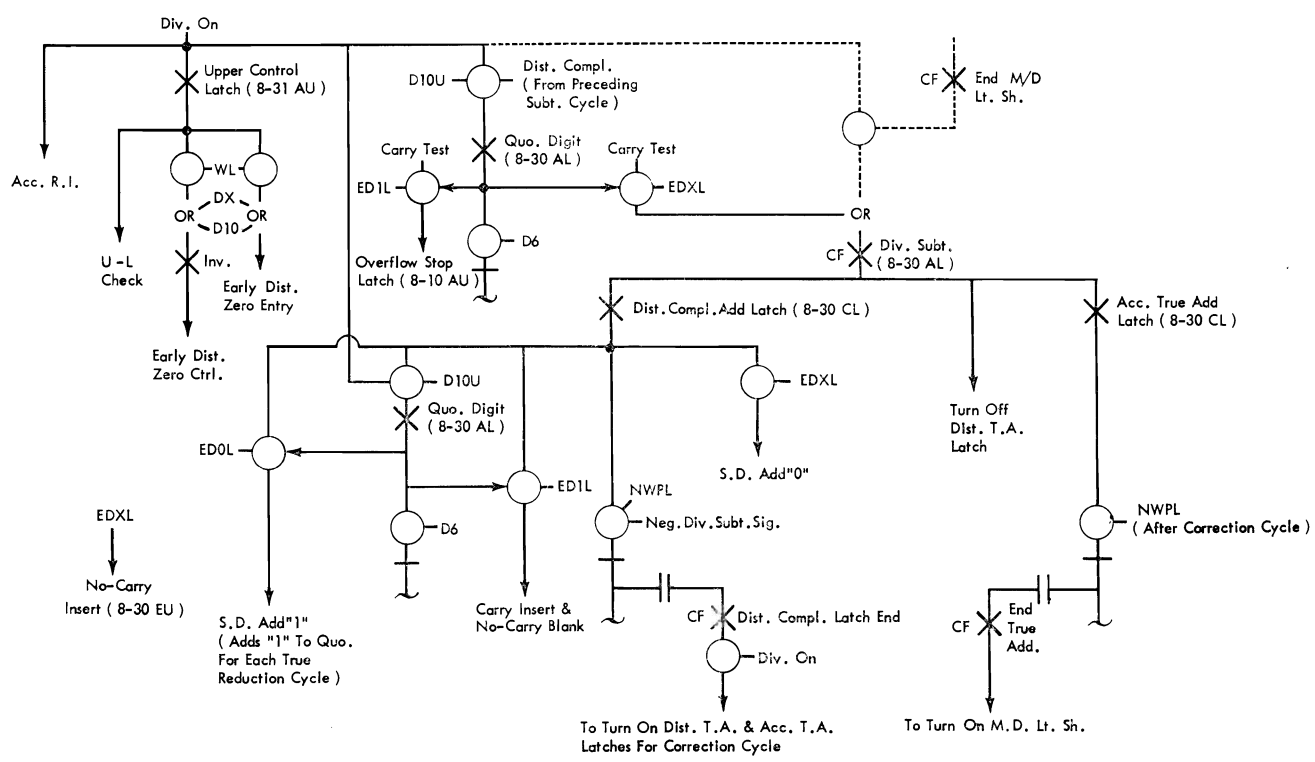 Div. On
Upper Control
Latch ( 8-31 AU )
D10U
Dist. Compl.
( From Preceding
Subt. Cycle )
CF
End M/D
Lt. Sh.
Acc. R.I.
WL
DX
OR
OR
D10
U-L
Check
Inv.
Early Dist.
Zero Entry
Early Dist.
Zero Ctrl.
Quo. Digit
( 8-30 AL )
Carry Test
Carry Test
ED1L
EDXL
D6
Overflow Stop
Latch ( 8-10 AU )
OR
CF
Div. Subt.
(8-30 AL )
Dist.Compl.Add Latch ( 8-30 CL )
Acc. True Add
Latch ( 8-30 CL )
D10U
Quo. Digit
( 8-30 AL )
EDXL
S.D. Add"0"
Turn Off
Dist. T.A.
Latch
ED0L
ED1L
D6
NWPL
Neg.Div.Subt.Sig.
NWPL
( After Correction Cycle )
EDXL
No-Carry
Insert ( 8-30 EU )
S.D. Add"1"
( Adds "1" To Quo.
For Each True
Reduction Cycle )
Carry Insert &
No-Carry Blank
CF
Dist. Compl. Latch End
Div. On
CF
End
True
Add.
To Turn On Dist. T.A. & Acc. T.A.
Latches For Correction Cycle
To Turn On M.D. Lt. Sh.